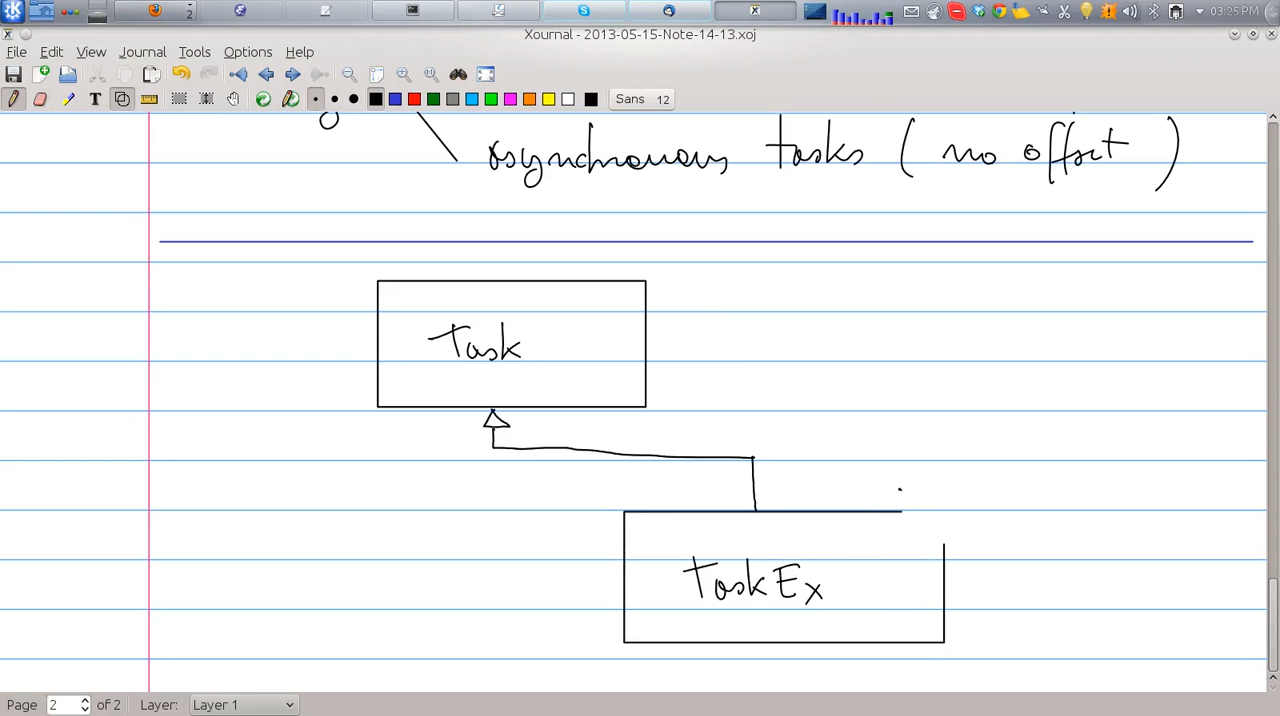 2
03:25 PM
Xournal - 2013-05-15-Note-14-13.xoj
File Edit View Journal Tools Options Help
T Sans 12
asynchronous tasks ( no offset )
Task
TaskEx
Page 2 of 2 Layer: Layer 1